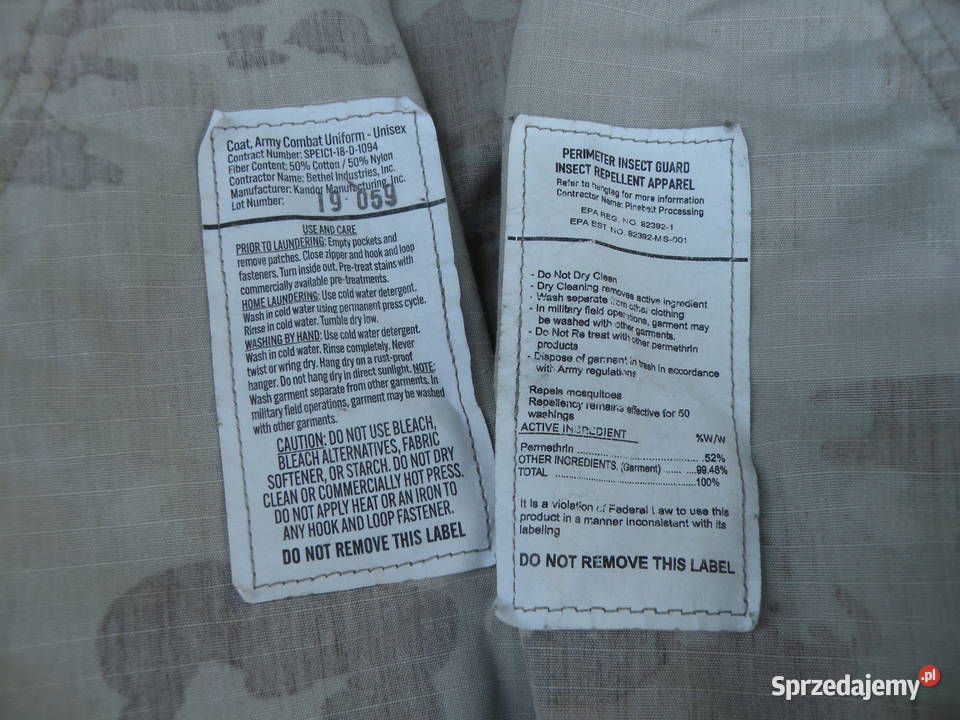 Coat, Army Combat Uniform - Unisex
Contract Number: SPE1C1-18-D-1094
Fiber Content: 50% Cotton / 50% Nylon
Contractor Name: Bethel Industries, Inc.
Manufacturer: Kandor Manufacturing, Inc.
Lot Number: 19-059
USE AND CARE
PRIOR TO LAUNDERING: Empty pockets and
remove patches. Close zipper and hook and loop
fasteners. Turn inside out. Pre-treat stains with
commercially available pre-treatments.
HOME LAUNDERING: Use cold water detergent.
Wash in cold water using permanent press cycle.
Rinse in cold water. Tumble dry low.
WASHING BY HAND: Use cold water detergent.
Wash in cold water. Rinse completely. Never
twist or wring dry. Hang dry on a rust-proof
hanger. Do not hang dry in direct sunlight. NOTE:
Wash garment separate from other garments. In
military field operations, garment may be washed
with other garments.
CAUTION: DO NOT USE BLEACH,
BLEACH ALTERNATIVES, FABRIC
SOFTENER, OR STARCH. DO NOT DRY
CLEAN OR COMMERCIALLY HOT PRESS.
DO NOT APPLY HEAT OR AN IRON TO
ANY HOOK AND LOOP FASTENER.
DO NOT REMOVE THIS LABEL
PERIMETER INSECT GUARD
INSECT REPELLENT APPAREL
Refer to hangtag for more information
Contractor Name: Pinebelt Processing
EPA REG. NO. 82392-1
EPA EST. NO. 82392-MS-001
- Do Not Dry Clean
- Dry Cleaning removes active ingredient
- Wash separate from other clothing
- In military field operations, garment may
be washed with other garments.
- Do Not Re treat with other permethrin
products
- Dispose of garment in trash in accordance
with Army regulations
Repels mosquitoes
Repellency remains effective for 50
washings
ACTIVE INGREDIENT %W/W
Permethrin .52%
OTHER INGREDIENTS. (Garment) 99.48%
TOTAL 100%
It is a violation of Federal Law to use this
product in a manner inconsistent with its
labeling
DO NOT REMOVE THIS LABEL
Sprzedajemy.pl